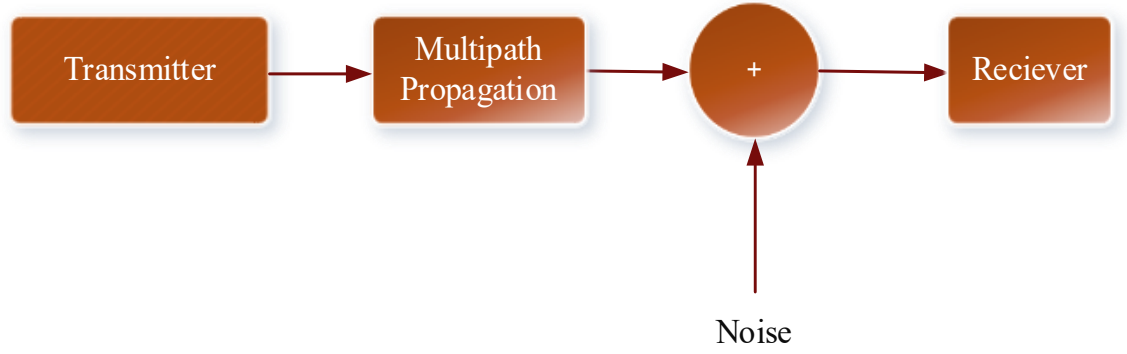 Transmitter
Multipath
Propagation
+
Reciever
Noise